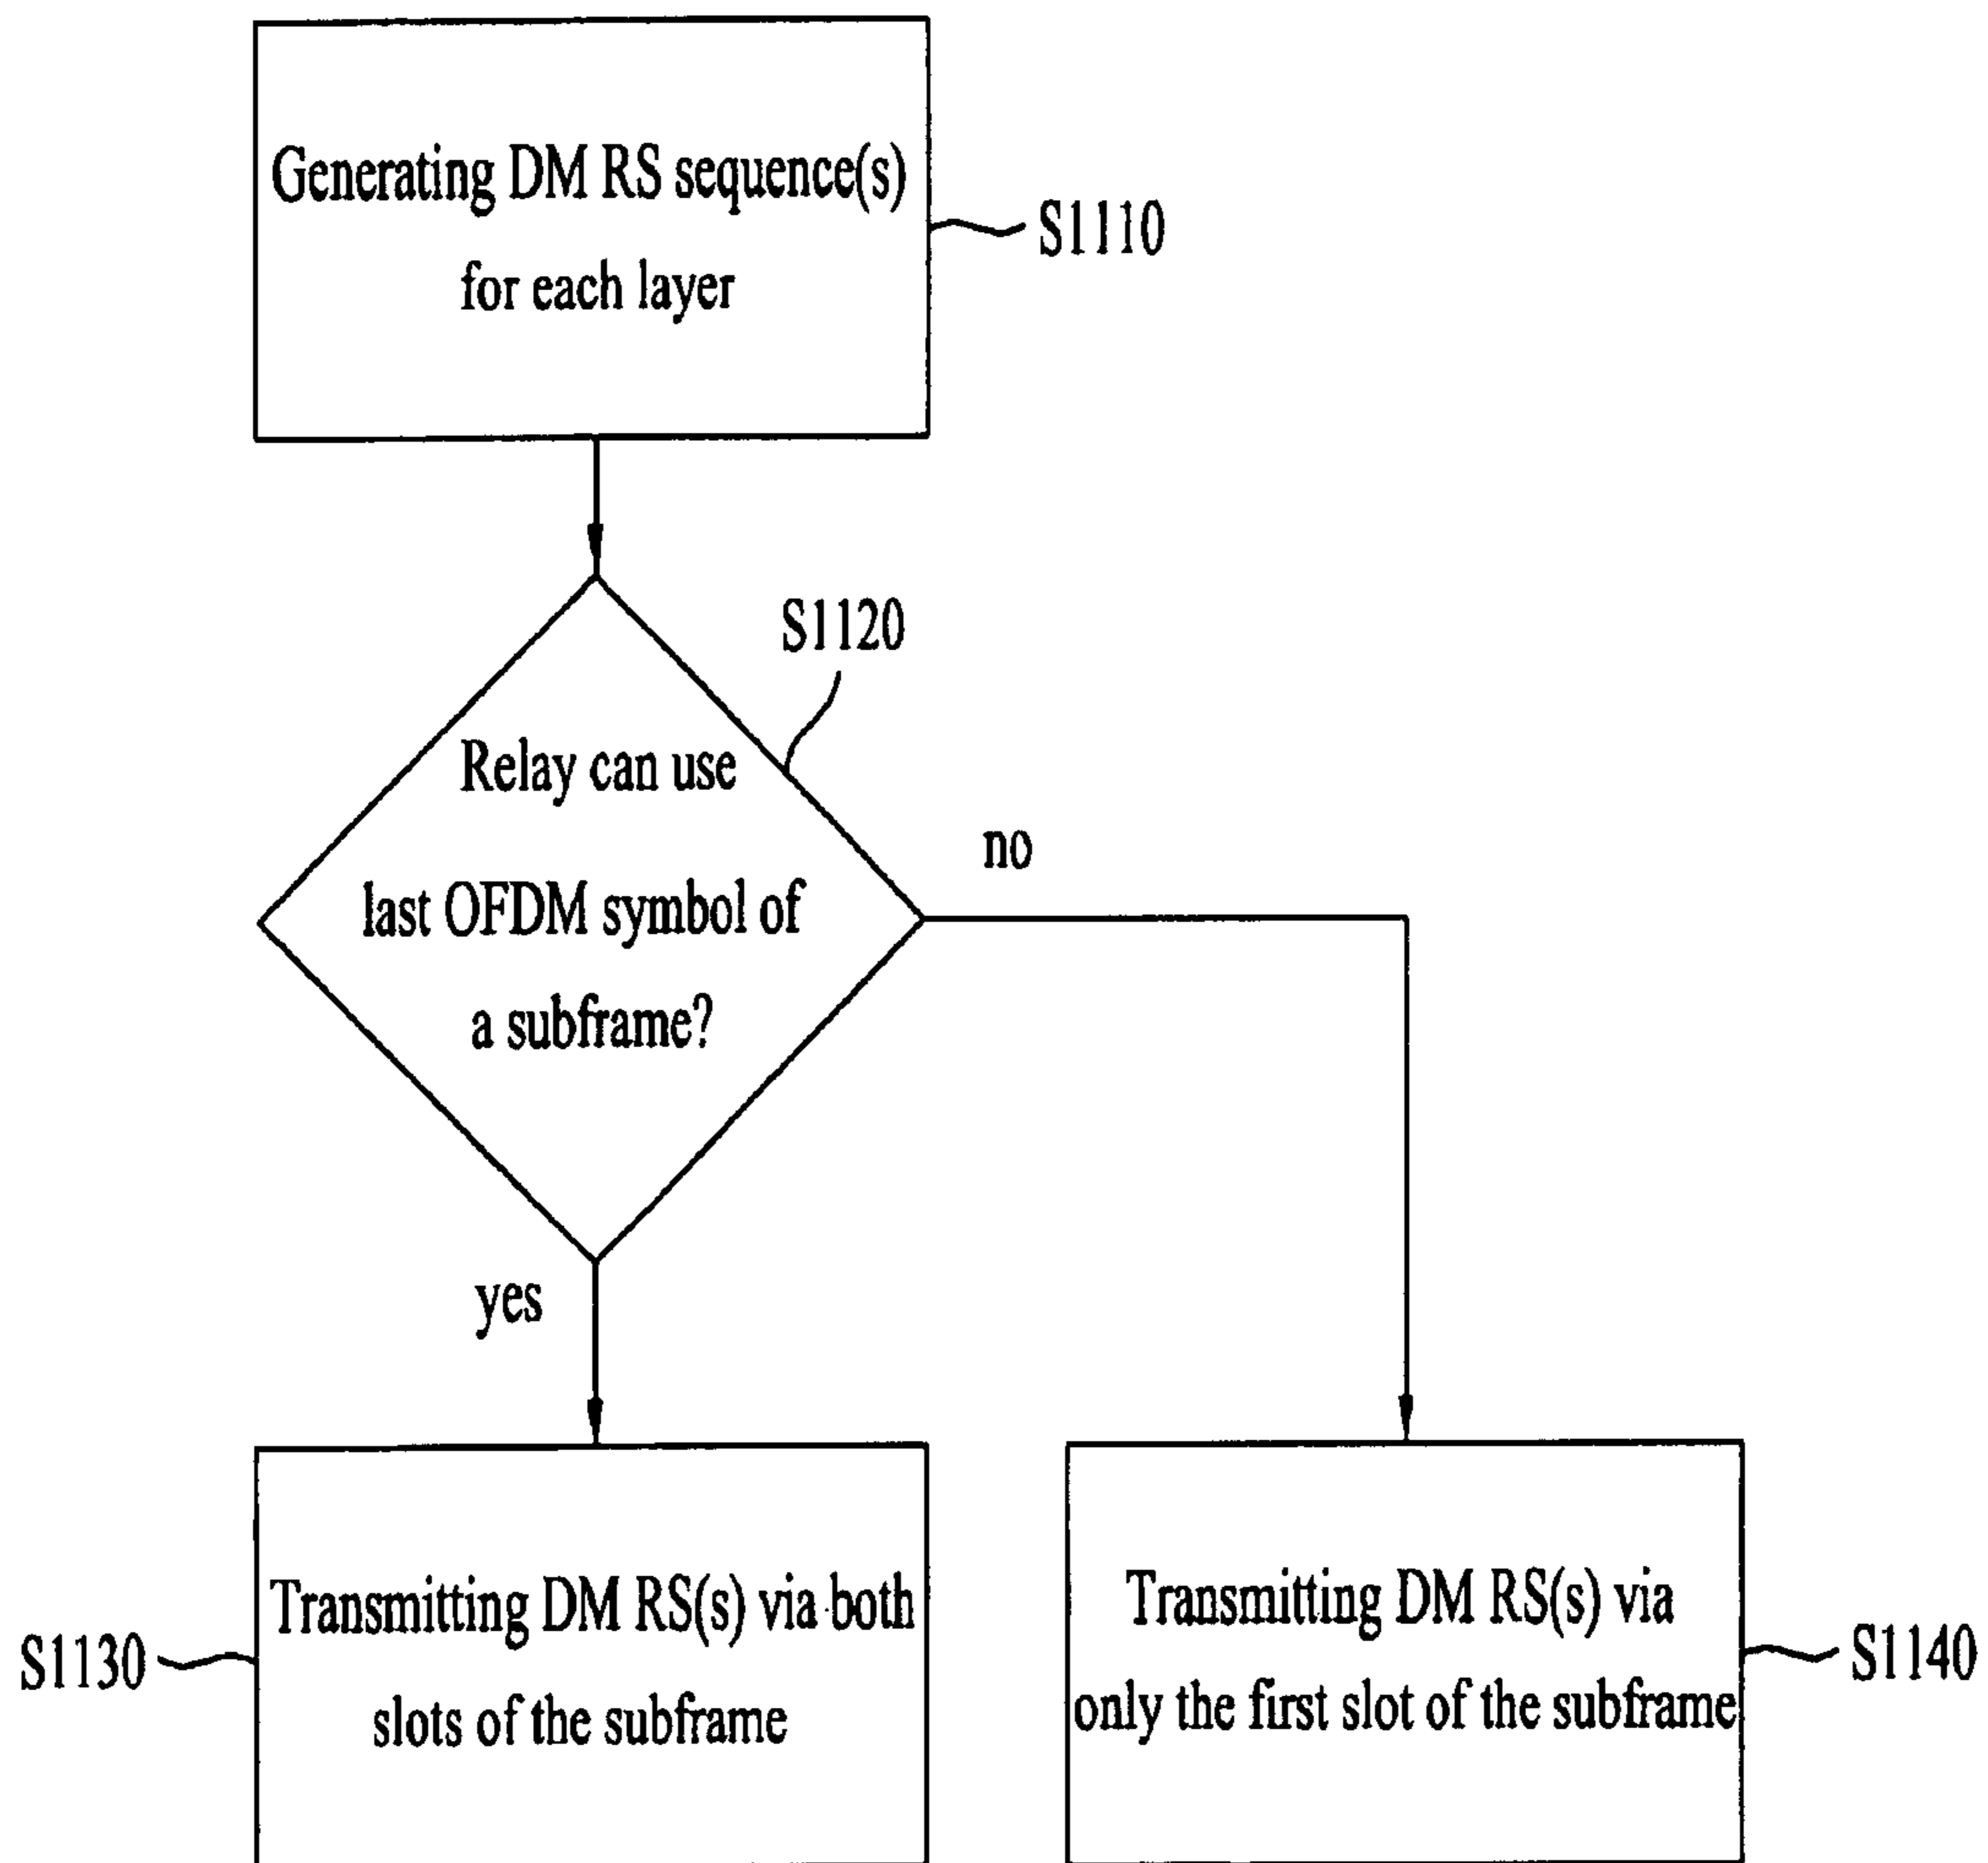 Generating DM RS sequence(s)
for each layer
S1110
S1120
Relay can use
last OFDM symbol of
a subframe?
no
yes
Transmitting DM RS(s) via both
slots of the subframe
S1130
Transmitting DM RS(s) via
only the first slot of the subframe
S1140